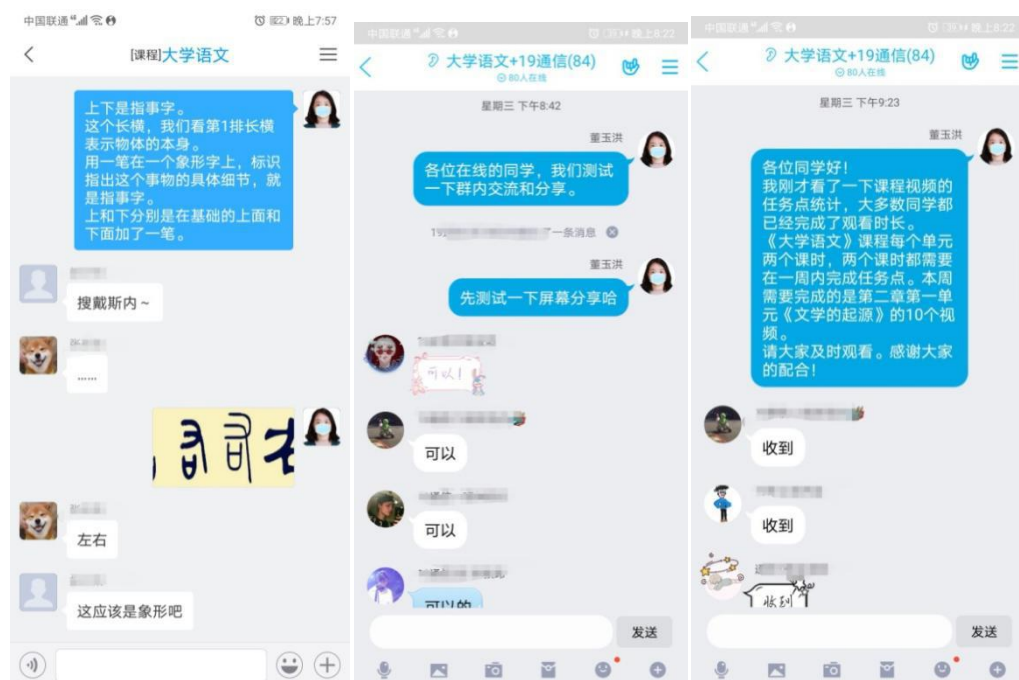 中国联通
晚上7:57
[课程]大学语文
上下是指事字。
这个长横，我们看第1排长横
表示物体的本身。
用一笔在一个象形字上，标识
指出这个事物的具体细节，就
是指事字。
上和下分别是在基础的上面和
下面加了一笔。
搜戴斯内~
……
左右
这应该是象形吧
中国联通
晚上8:22
大学语文+19通信(84)
80人在线
星期三 下午8:42
董玉洪
各位在线的同学，我们测试
一下群内交流和分享。
了一条消息
董玉洪
先测试一下屏幕分享哈
可以！
可以
可以
可以的
发送
中国联通
晚上8:22
大学语文+19通信(84)
80人在线
星期三 下午9:23
董玉洪
各位同学好！
我刚才看了一下课程视频的
任务点统计，大多数同学都
已经完成了观看时长。
《大学语文》课程每个单元
两个课时，两个课时都需要
在一周内完成任务点。本周
需要完成的是第二章第一单
元《文学的起源》的10个视
频。
请大家及时观看。感谢大家
的配合！
收到
收到
收到
发送